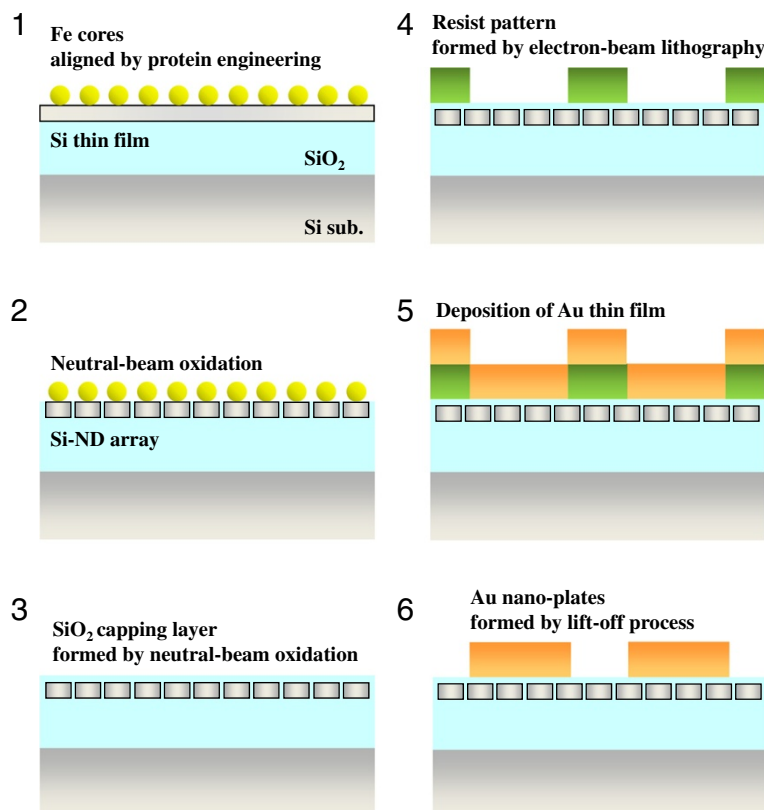 1
Fe cores
aligned by protein engineering
Si thin film
SiO₂
Si sub.
2
Neutral-beam oxidation
Si-ND array
3
SiO₂ capping layer
formed by neutral-beam oxidation
4
Resist pattern
formed by electron-beam lithography
5
Deposition of Au thin film
6
Au nano-plates
formed by lift-off process